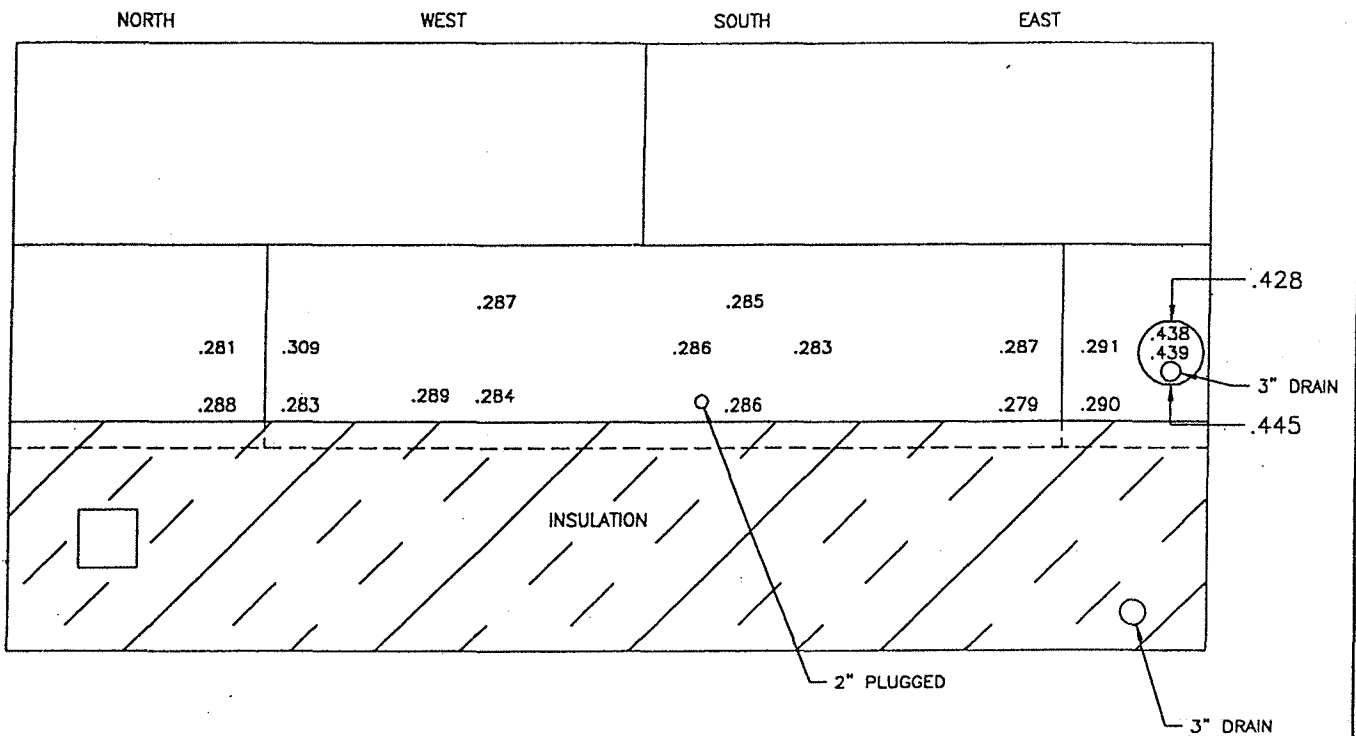 NORTH WEST SOUTH EAST
.428
.287 .285
.438
.281 .309 .286 .283 .287 .291
.439
3" DRAIN
.289 .284
.288 .283 .286 .279 .290
.445
INSULATION
2" PLUGGED
3" DRAIN